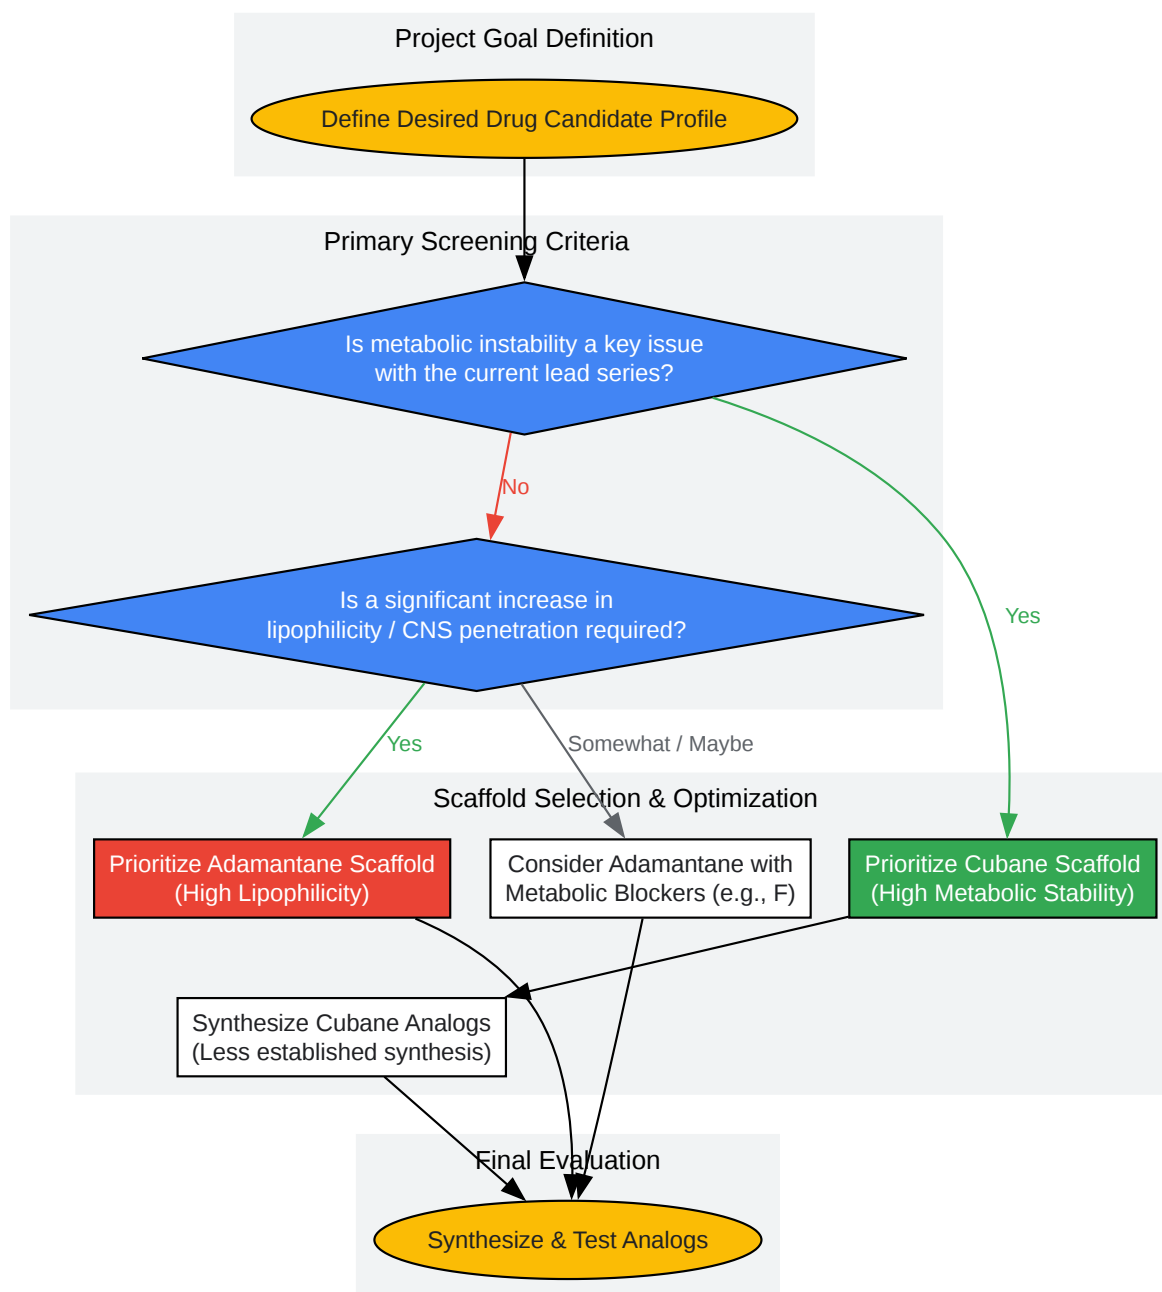 Project Goal Definition
Define Desired Drug Candidate Profile
Primary Screening Criteria
Is metabolic instability a key issue
with the current lead series?
No
Is a significant increase in
lipophilicity / CNS penetration required?
Yes
Yes
Somewhat / Maybe
Scaffold Selection & Optimization
Prioritize Adamantane Scaffold
(High Lipophilicity)
Consider Adamantane with
Metabolic Blockers (e.g., F)
Prioritize Cubane Scaffold
(High Metabolic Stability)
Synthesize Cubane Analogs
(Less established synthesis)
Final Evaluation
Synthesize & Test Analogs